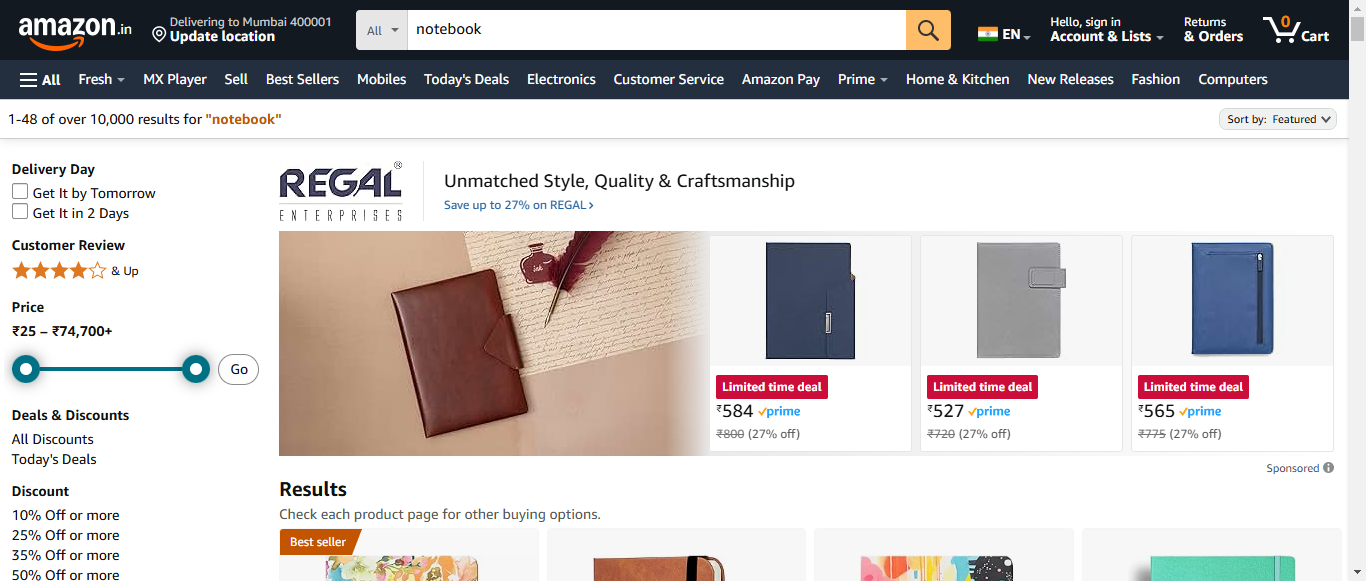 amazon.in
Delivering to Mumbai 400001
Update location
All
notebook
EN
Hello, sign in
Account & Lists
Returns
& Orders
0
Cart
All
Fresh
MX Player
Sell
Best Sellers
Mobiles
Today's Deals
Electronics
Customer Service
Amazon Pay
Prime
Home & Kitchen
New Releases
Fashion
Computers
1-48 of over 10,000 results for "notebook"
Sort by: Featured
Delivery Day
Get It by Tomorrow
Get It in 2 Days
Customer Review
& Up
Price
₹25 – ₹74,700+
Go
Deals & Discounts
All Discounts
Today's Deals
Discount
10% Off or more
25% Off or more
35% Off or more
50% Off or more
REGAL®
ENTERPRISES
Unmatched Style, Quality & Craftsmanship
Save up to 27% on REGAL
ink
Limited time deal
₹584 prime
₹800 (27% off)
Limited time deal
₹527 prime
₹720 (27% off)
Limited time deal
₹565 prime
₹775 (27% off)
Sponsored
Results
Check each product page for other buying options.
Best seller